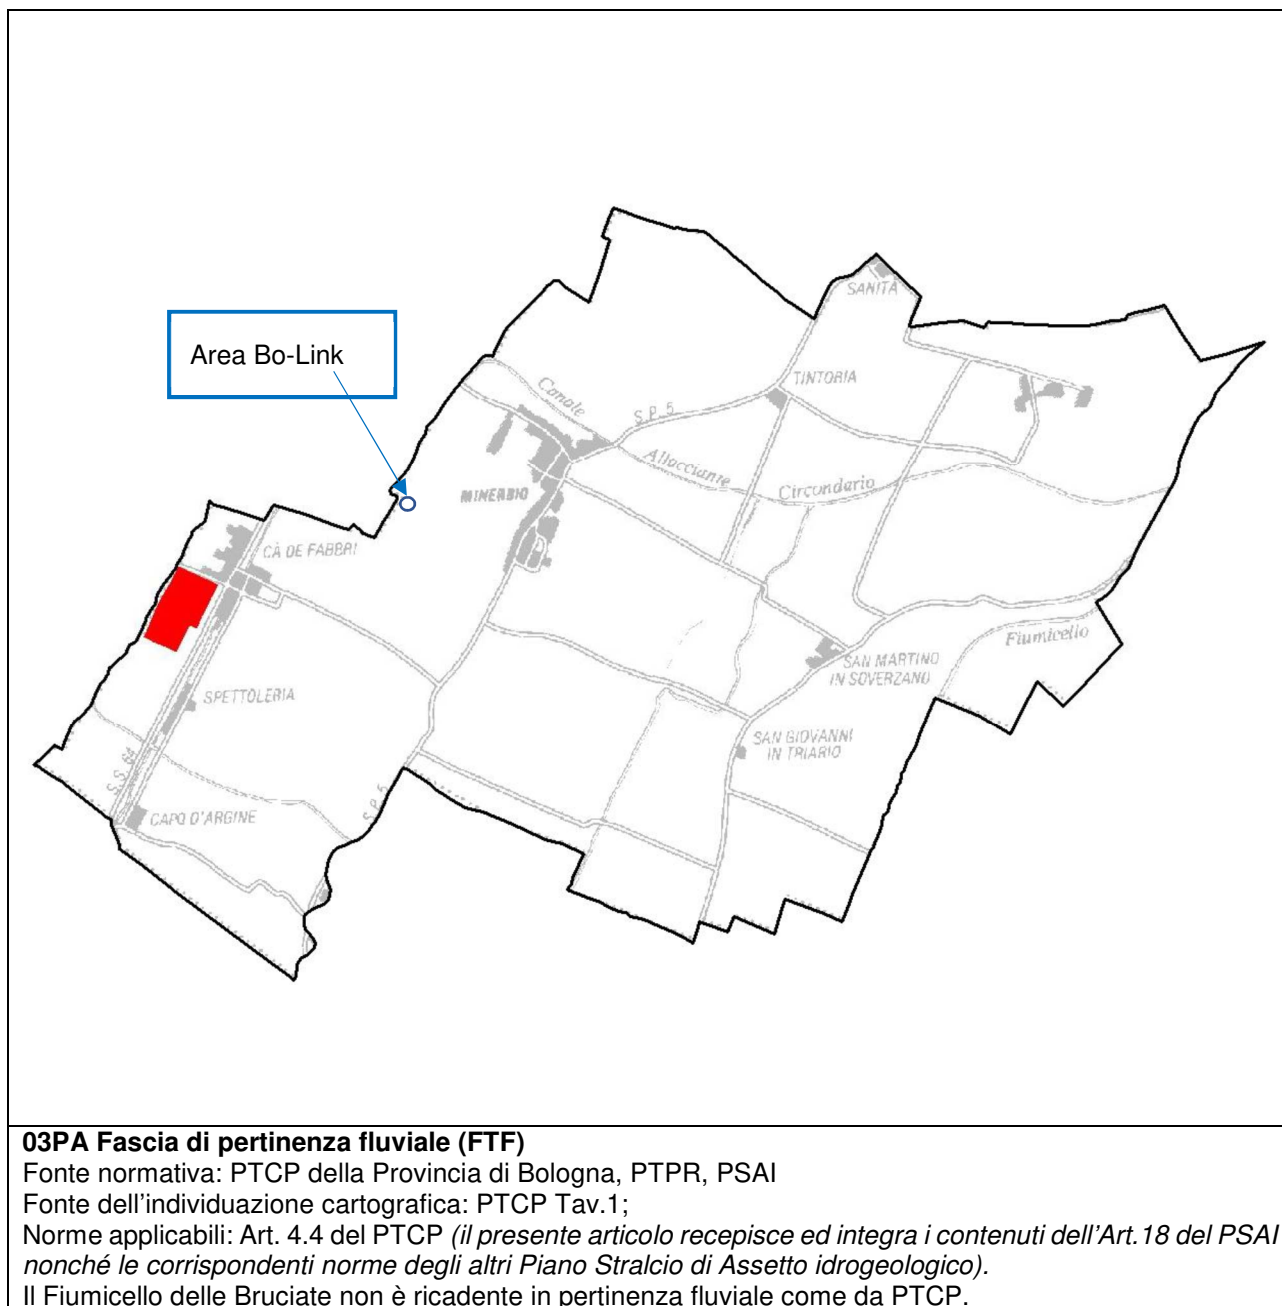 SANITÀ
Area Bo-Link
TINTORIA
Canale
S.P. 5
Allacciante
Circondario
MINERBIO
CÀ DE FABBRI
Fiumicello
SAN MARTINO
IN SOVERZANO
SPETTOLERIA
SAN GIOVANNI
IN TRIARIO
S.S. 64
S.P. 5
CAPO D'ARGINE
03PA Fascia di pertinenza fluviale (FTF)
Fonte normativa: PTCP della Provincia di Bologna, PTPR, PSAI
Fonte dell'individuazione cartografica: PTCP Tav.1;
Norme applicabili: Art. 4.4 del PTCP (il presente articolo recepisce ed integra i contenuti dell'Art.18 del PSAI
nonché le corrispondenti norme degli altri Piano Stralcio di Assetto idrogeologico).
Il Fiumicello delle Bruciate non è ricadente in pertinenza fluviale come da PTCP.